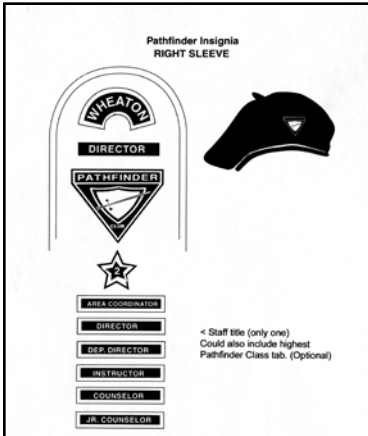 Pathfinder Insignia
RIGHT SLEEVE
WHEATON
DIRECTOR
PATHFINDER
CLUB
2
AREA COORDINATOR
DIRECTOR
DEP. DIRECTOR
INSTRUCTOR
COUNSELOR
JR. COUNSELOR
< Staff title (only one)
Could also include highest
Pathfinder Class tab. (Optional)